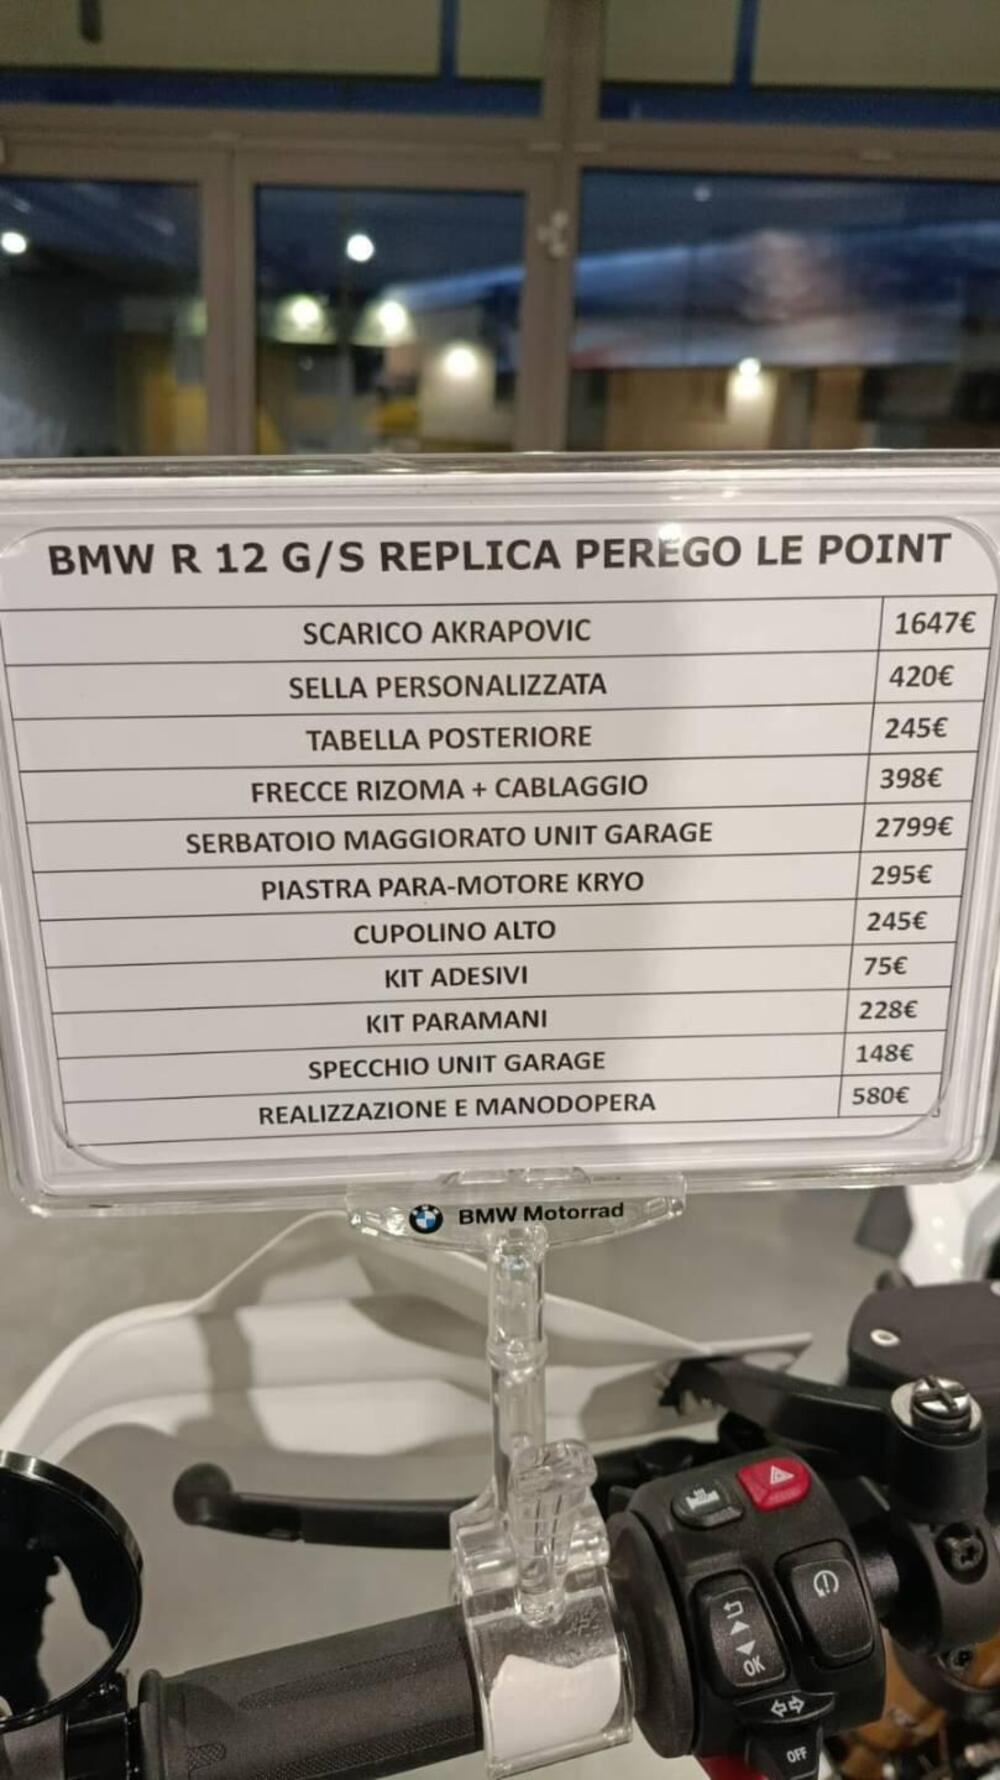 BMW R 12 G/S REPLICA PEREGO LE POINT
SCARICO AKRAPOVIC 1647€
SELLA PERSONALIZZATA 420€
TABELLA POSTERIORE 245€
FRECCE RIZOMA + CABLAGGIO 398€
SERBATOIO MAGGIORATO UNIT GARAGE 2799€
PIASTRA PARA-MOTORE KRYO 295€
CUPOLINO ALTO 245€
KIT ADESIVI 75€
KIT PARAMANI 228€
SPECCHIO UNIT GARAGE 148€
REALIZZAZIONE E MANODOPERA 580€
BMW Motorrad
OK
OFF